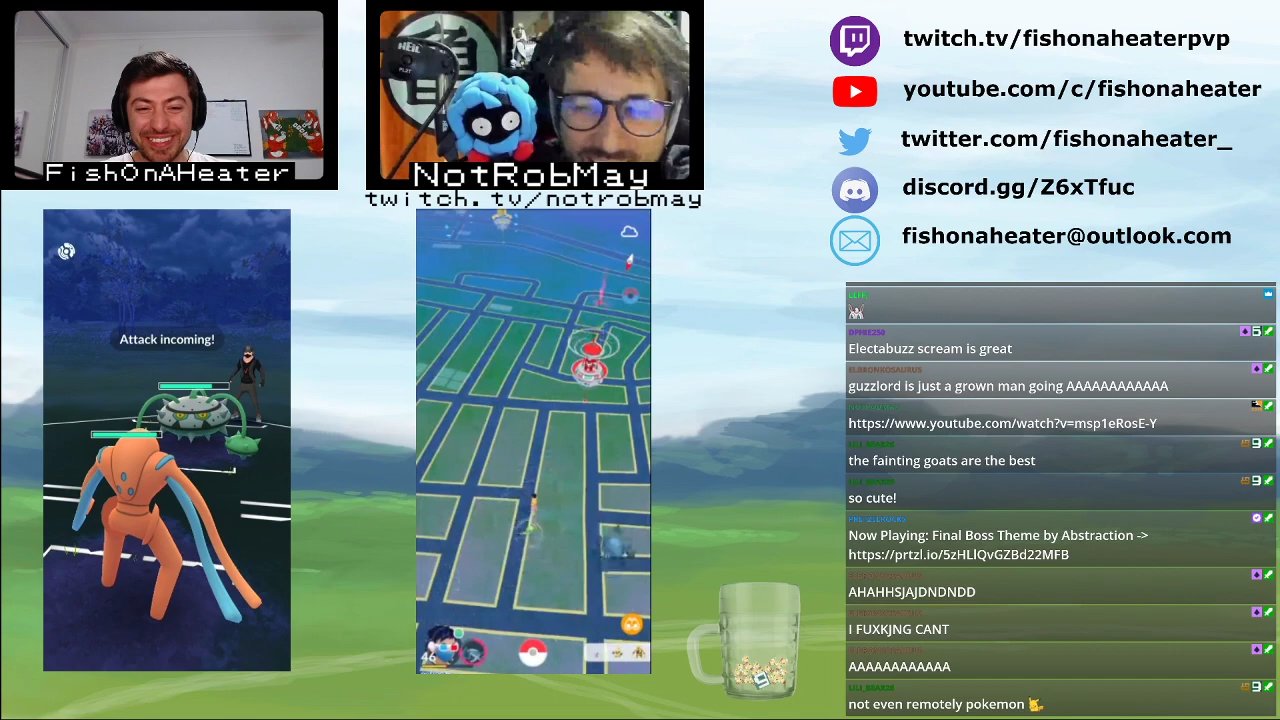 FishOnAHeater
NotRobMay
twitch.tv/notrobmay
twitch.tv/fishonaheaterpvp
youtube.com/c/fishonaheater
twitter.com/fishonaheater_
discord.gg/Z6xTfuc
fishonaheater@outlook.com
Attack incoming!
46
Electabuzz scream is great
guzzlord is just a grown man going AAAAAAAAAAAA
https://www.youtube.com/watch?v=msp1eRosE-Y
the fainting goats are the best
so cute!
Now Playing: Final Boss Theme by Abstraction ->
https://prtzl.io/5zHLlQvGZBd22MFB
AHAHHSJAJDNDNDD
I FUXKJNG CANT
AAAAAAAAAAAA
not even remotely pokemon